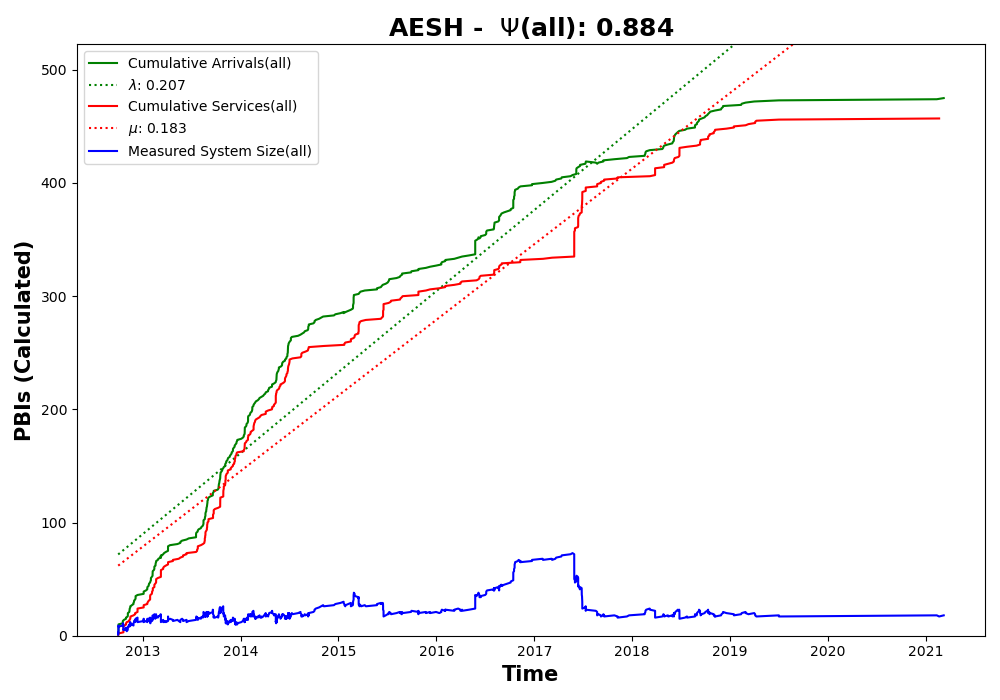 AESH - Ψ(all): 0.884
Cumulative Arrivals(all)
λ: 0.207
Cumulative Services(all)
μ: 0.183
Measured System Size(all)
PBIs (Calculated)
500
400
300
200
100
0
2013 2014 2015 2016 2017 2018 2019 2020 2021
Time